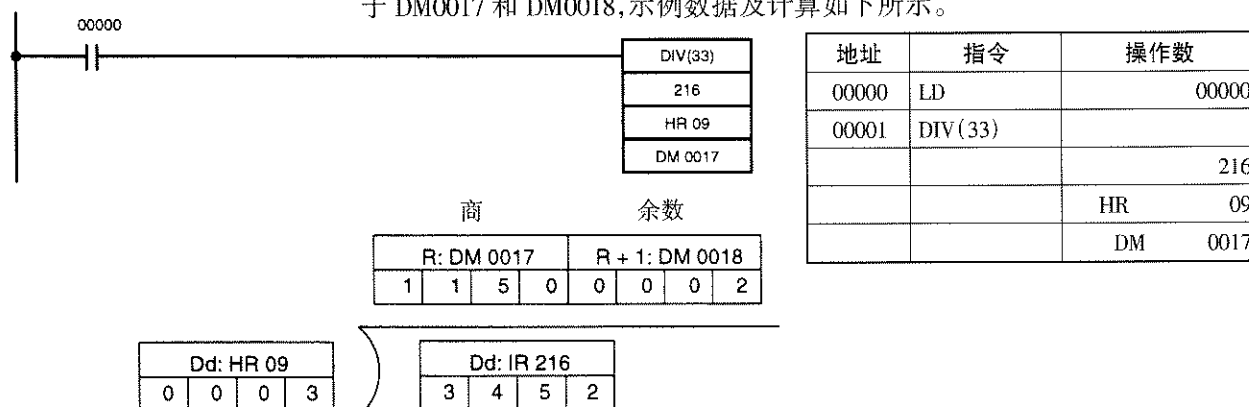 于 DM0017 和 DM0018,示例数据及计算如下所示。
00000
DIV(33)
216
HR 09
DM 0017
地址 指令 操作数
00000 LD 00000
00001 DIV(33)
216
HR 09
DM 0017
商 余数
R: DM 0017 R + 1: DM 0018
1 1 5 0 0 0 0 2
Dd: HR 09 Dd: IR 216
0 0 0 3 3 4 5 2